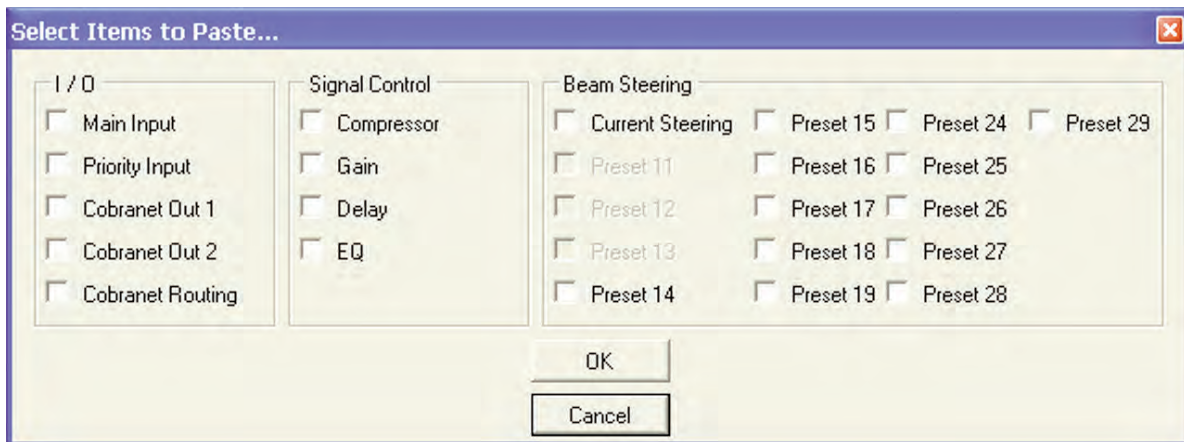 Select Items to Paste...
I / O
Main Input
Priority Input
Cobranet Out 1
Cobranet Out 2
Cobranet Routing
Signal Control
Compressor
Gain
Delay
EQ
Beam Steering
Current Steering
Preset 11
Preset 12
Preset 13
Preset 14
Preset 15
Preset 16
Preset 17
Preset 18
Preset 19
Preset 24
Preset 25
Preset 26
Preset 27
Preset 28
Preset 29
OK
Cancel